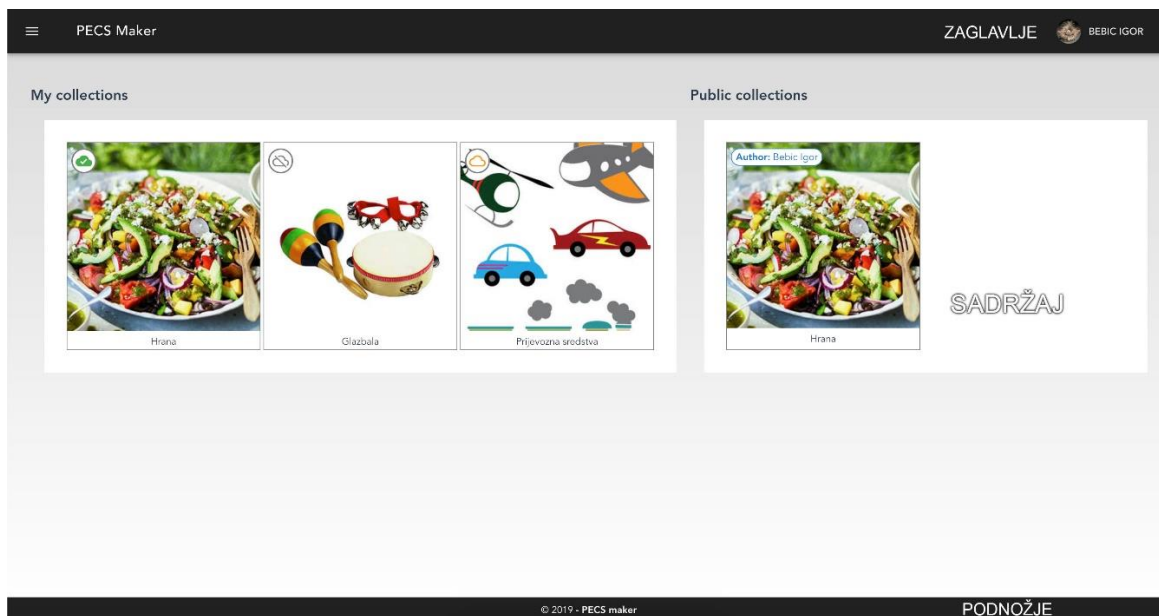 PECS Maker
ZAGLAVLJE
BEBIC IGOR
My collections
Public collections
Author: Bebic Igor
Hrana
Glazbala
Prijevozna sredstva
Hrana
SADRŽAJ
© 2019 - PECS maker
PODNOŽJE